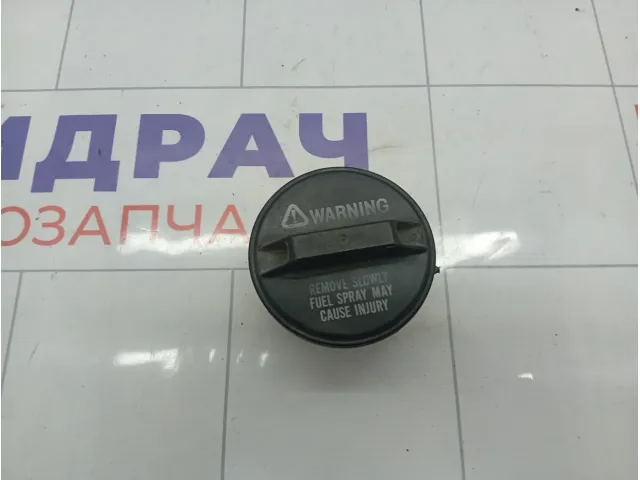 ИДРАЧ
ОЗАПЧА
WARNING
REMOVE SLOWLY
FUEL SPRAY MAY
CAUSE INJURY